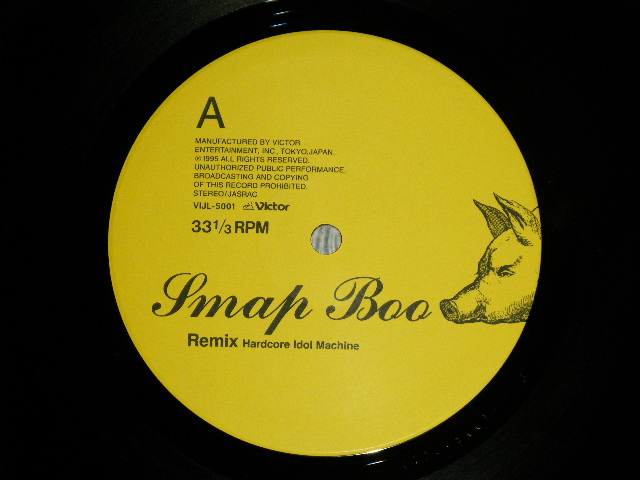 A
MANUFACTURED BY VICTOR
ENTERTAINMENT, INC., TOKYO, JAPAN.
℗1995 ALL RIGHTS RESERVED.
UNAUTHORIZED PUBLIC PERFORMANCE,
BROADCASTING AND COPYING
OF THIS RECORD PROHIBITED.
STEREO/JASRAC
VIJL-5001 Victor
33 1/3 RPM
Smap Boo
Remix Hardcore Idol Machine